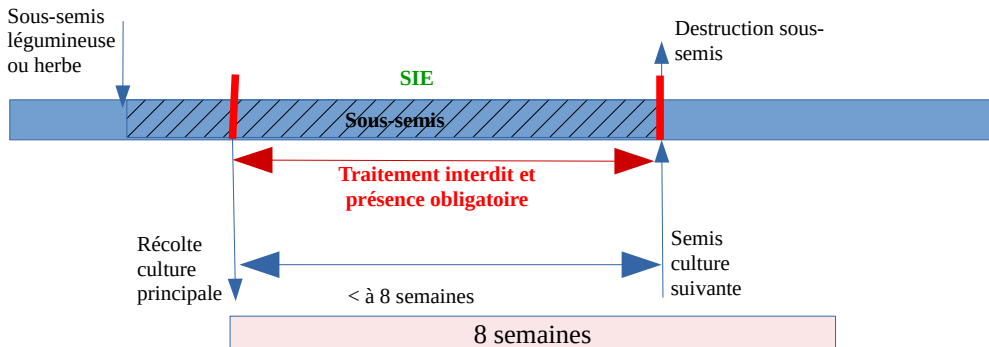 Sous-semis
légumineuse
ou herbe
Destruction sous-
semis
SIE
Sous-semis
Traitement interdit et
présence obligatoire
Récolte
culture
principale
Semis
culture
suivante
< à 8 semaines
8 semaines